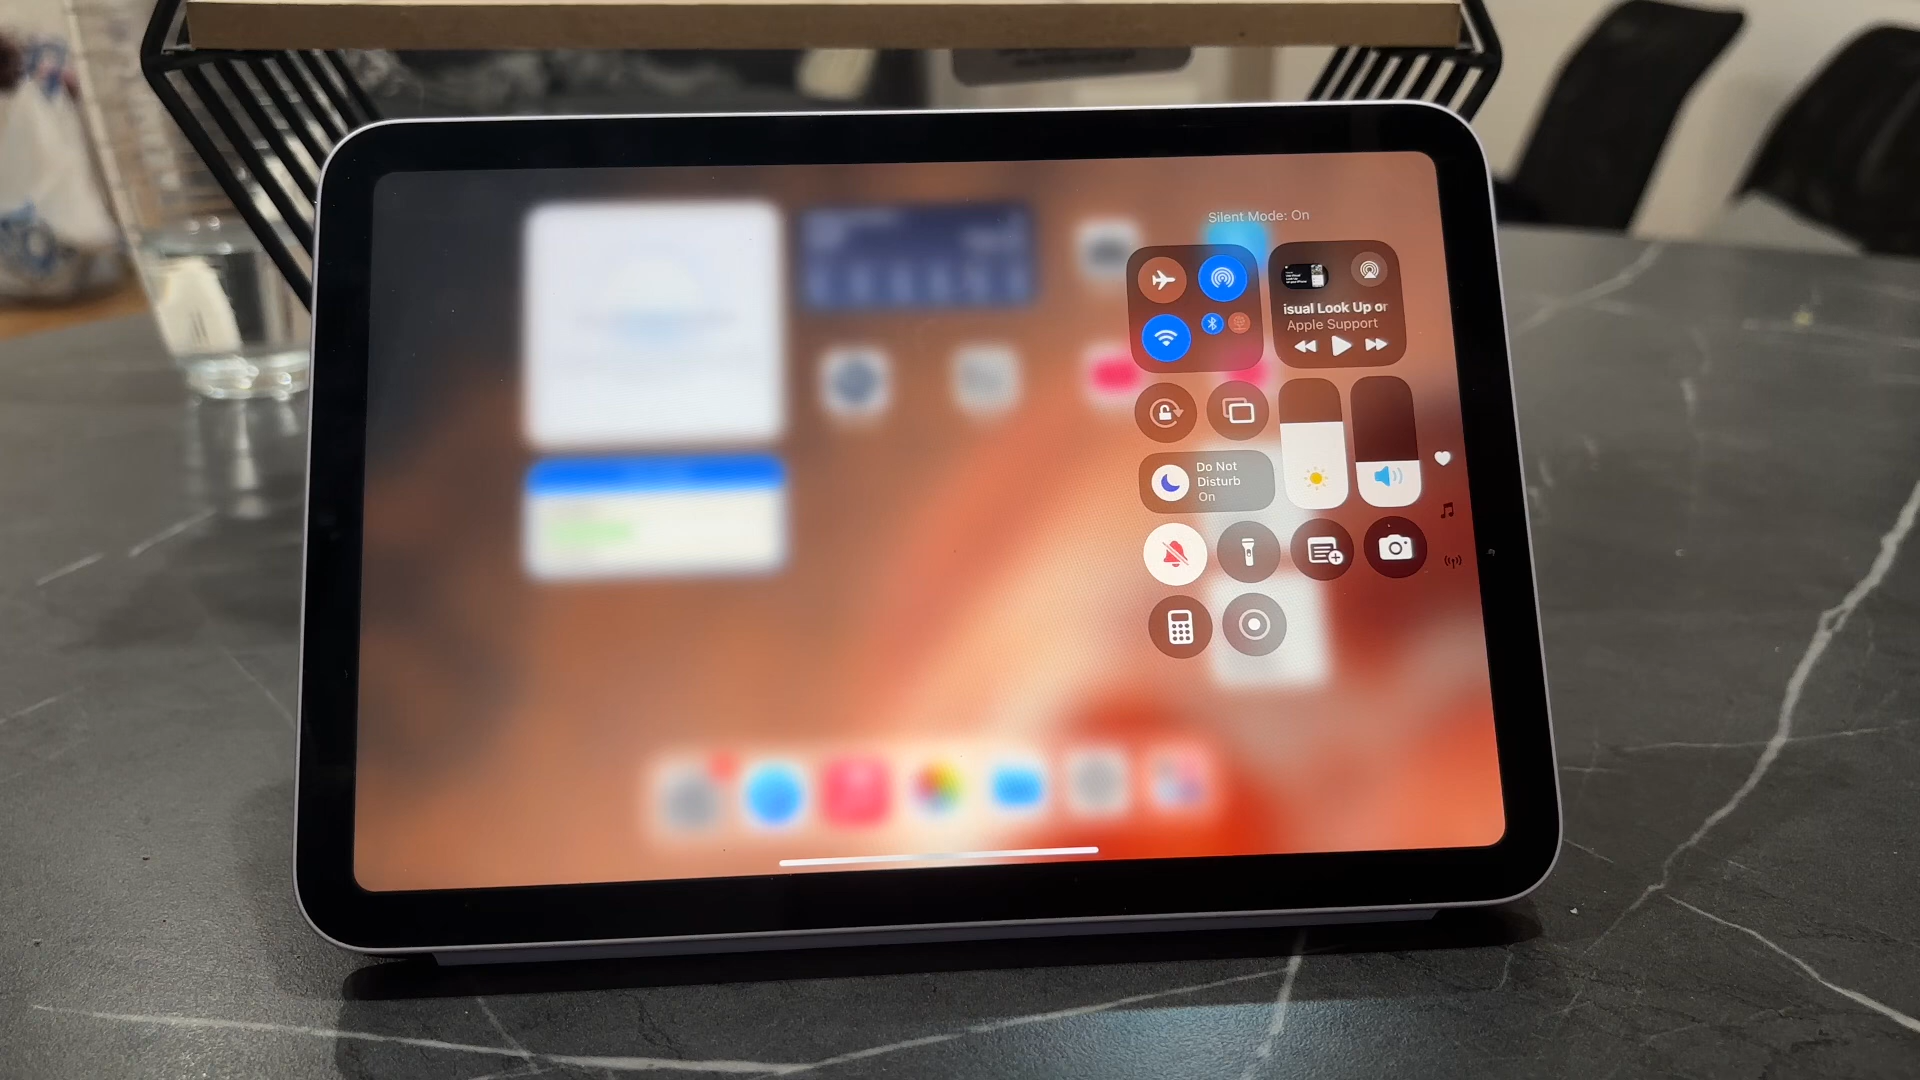 Silent Mode: On
isual Look Up or
Apple Support
Do Not
Disturb
On